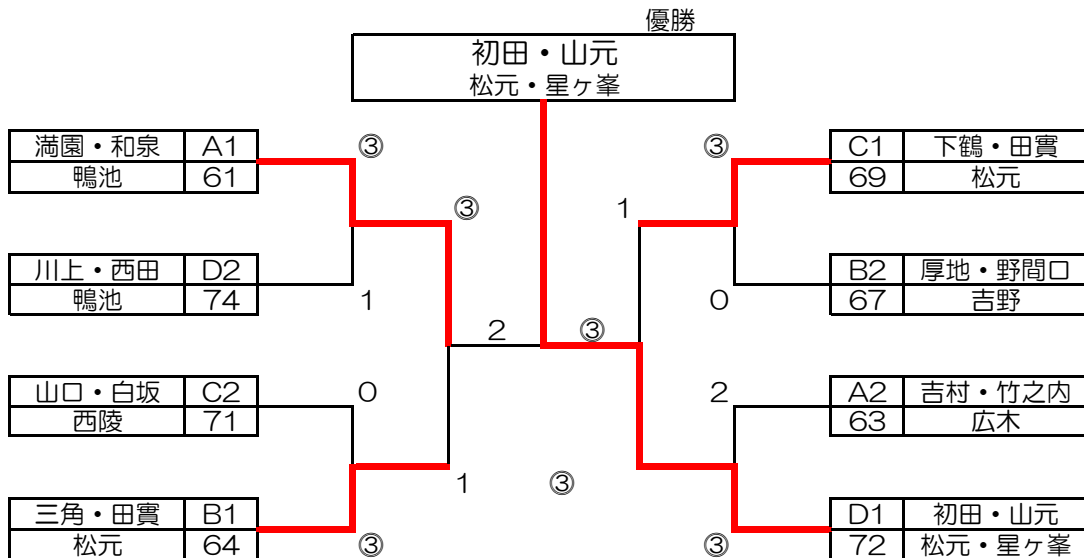 優勝
初田・山元
松元・星ヶ峯
満園・和泉 A1
鴨池 61
③
③
C1 下鶴・田實
69 松元
③
1
川上・西田 D2
鴨池 74
1
B2 厚地・野間口
67 吉野
0
2
③
山口・白坂 C2
西陵 71
0
2
A2 吉村・竹之内
63 広木
1
③
三角・田實 B1
松元 64
③
③
D1 初田・山元
72 松元・星ヶ峯